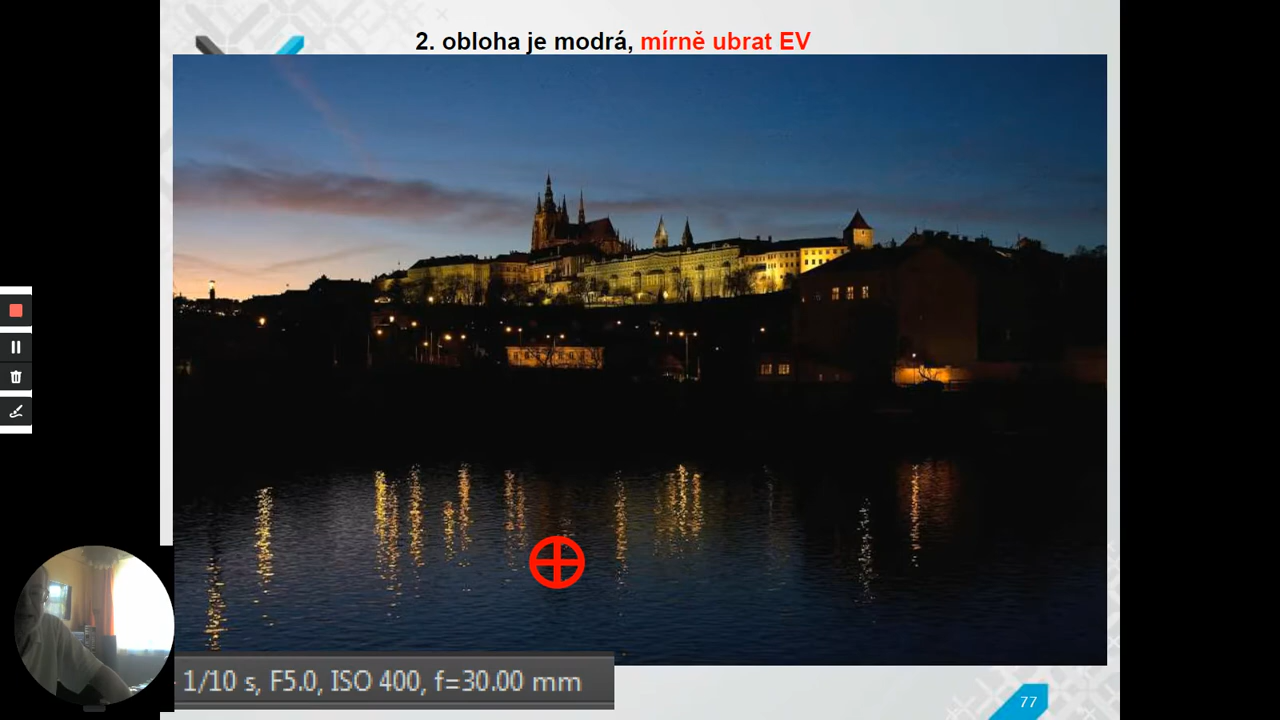 2. obloha je modrá, mírně ubrat EV
1/10 s, F5.0, ISO 400, f=30.00 mm
77